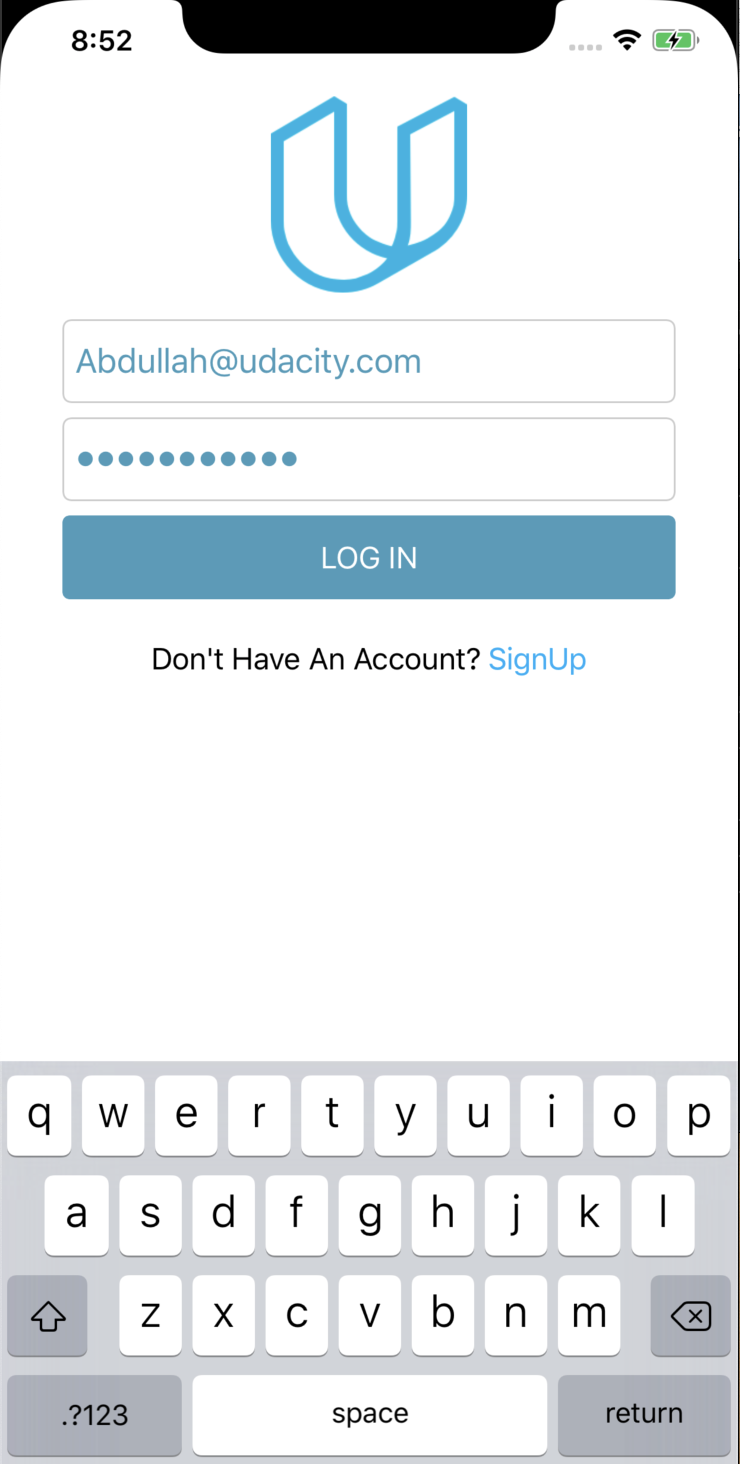 8:52
Abdullah@udacity.com
●●●●●●●●●●●
LOG IN
Don't Have An Account? SignUp
q w e r t y u i o p
a s d f g h j k l
z x c v b n m
.?123 space return